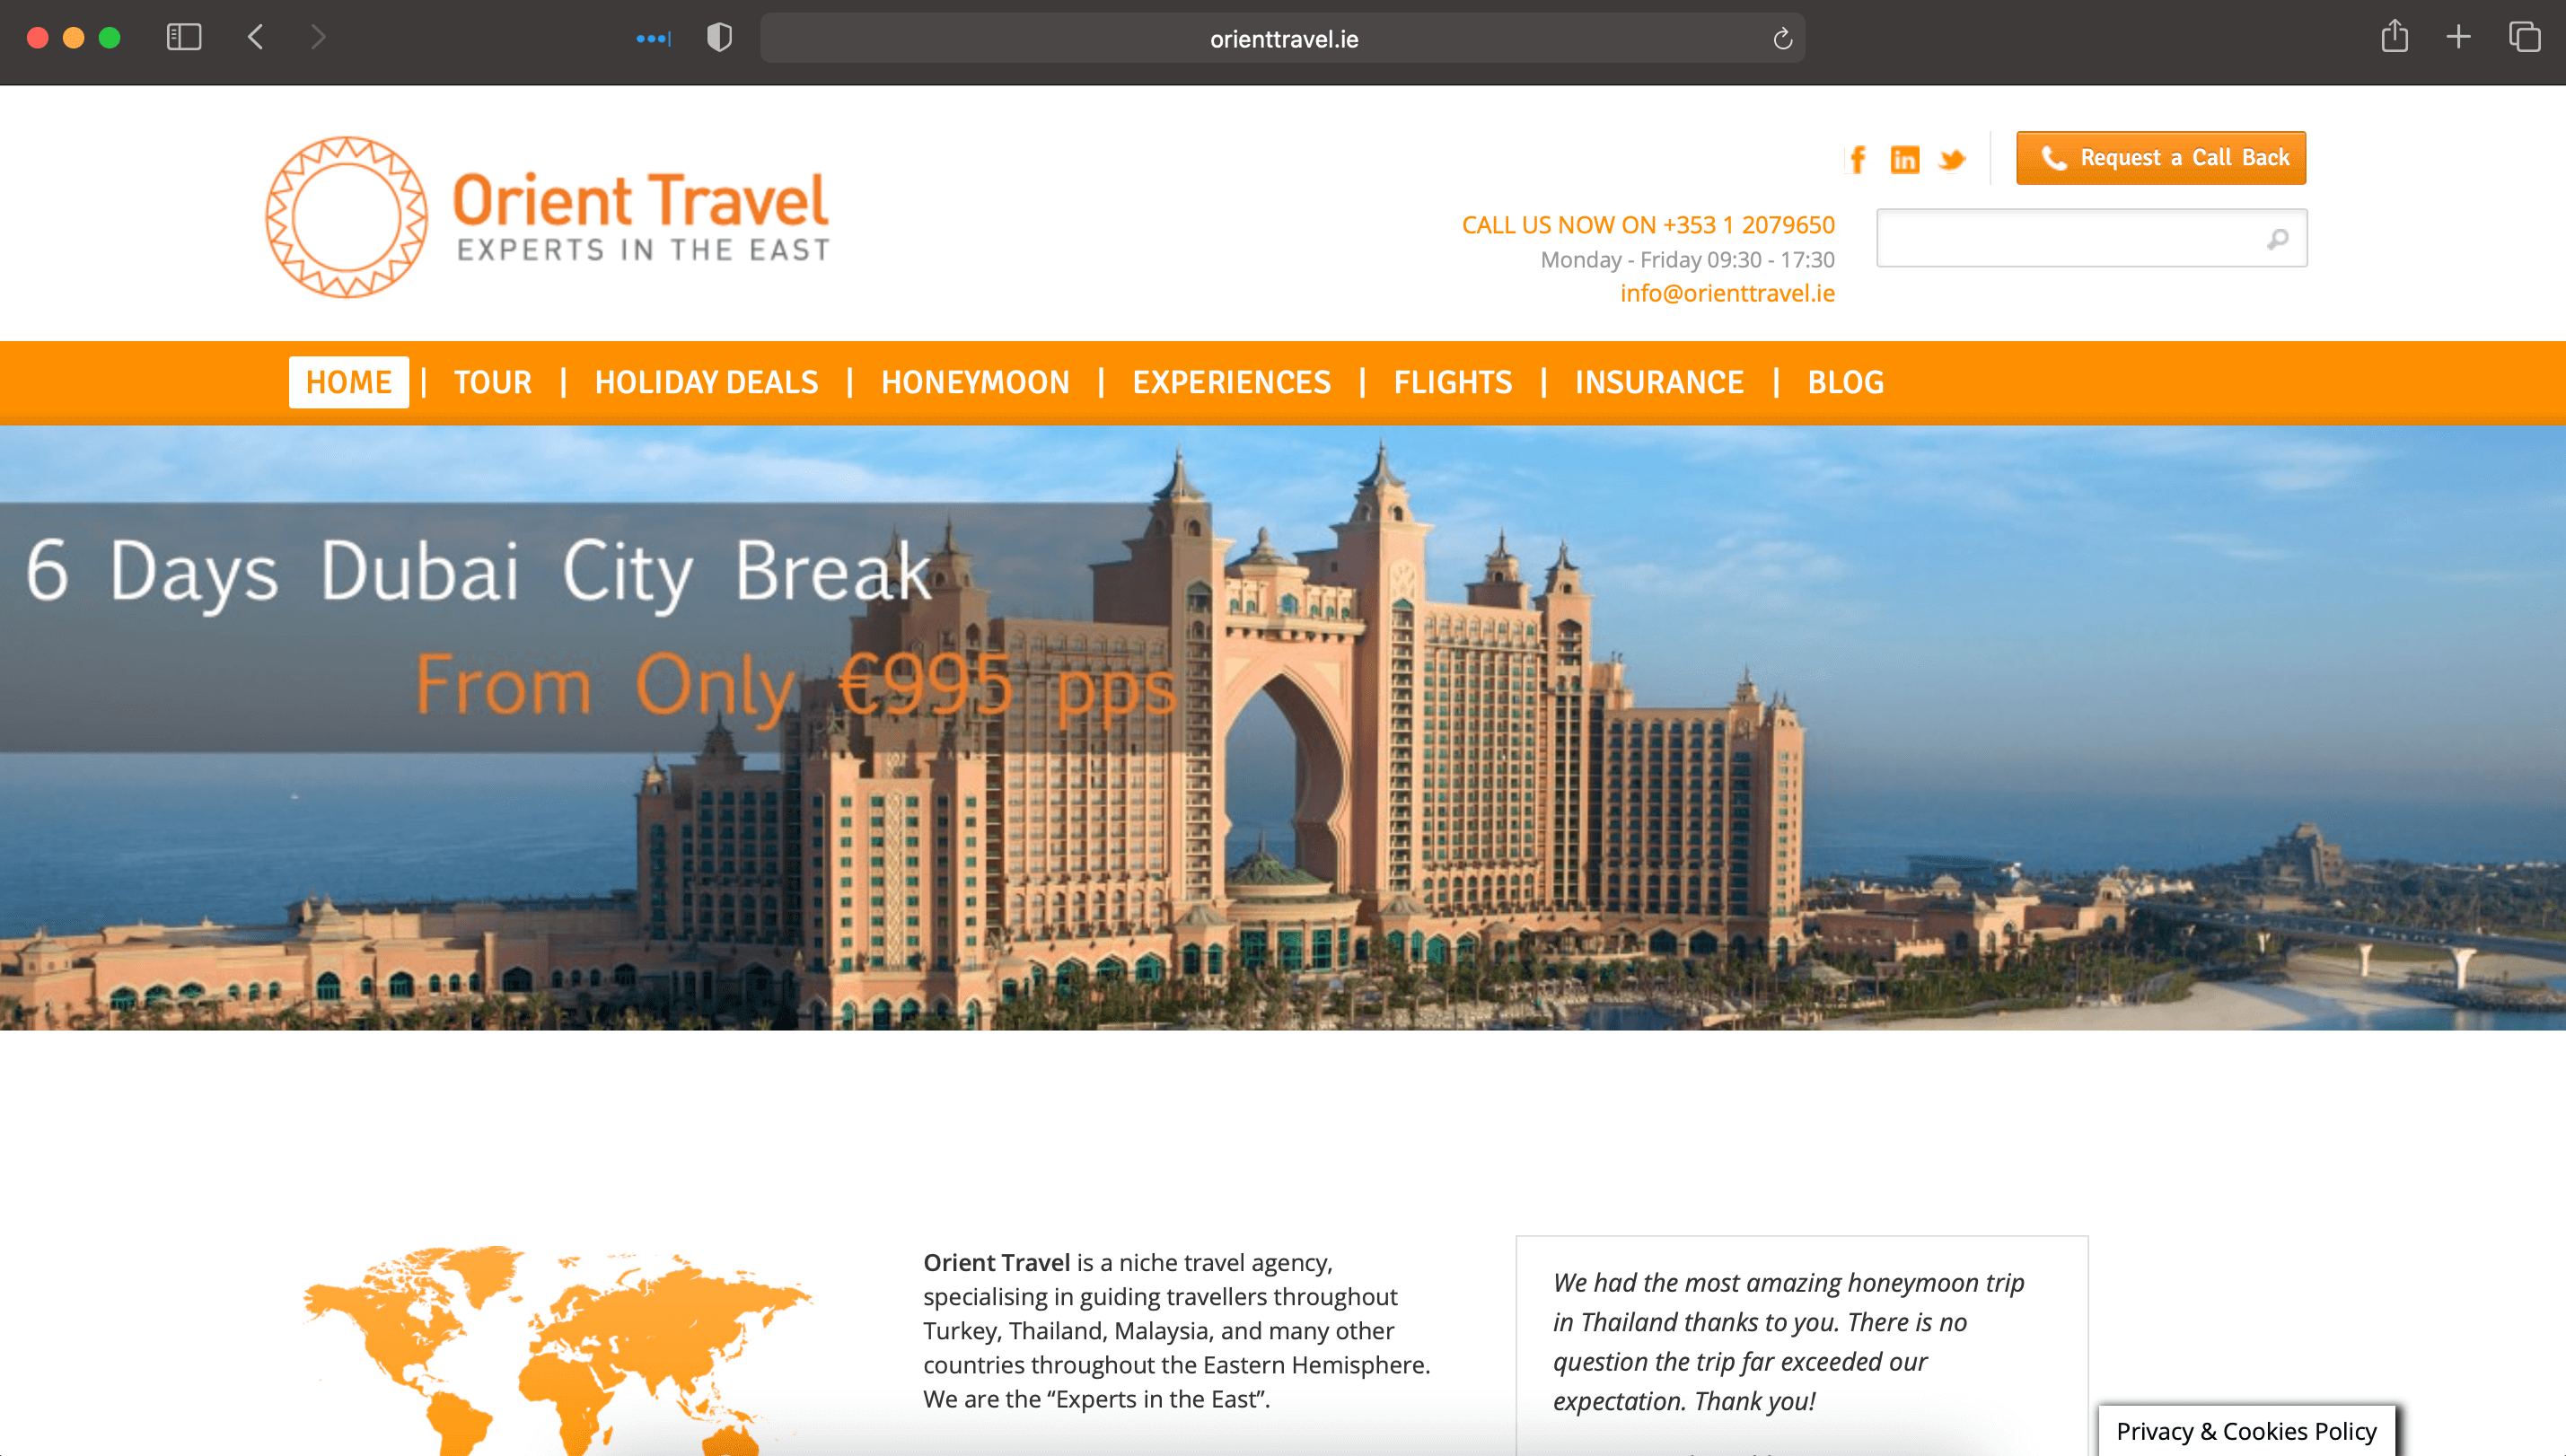 orienttravel.ie
Orient Travel
EXPERTS IN THE EAST
Request a Call Back
CALL US NOW ON +353 1 2079650
Monday - Friday 09:30 - 17:30
info@orienttravel.ie
HOME | TOUR | HOLIDAY DEALS | HONEYMOON | EXPERIENCES | FLIGHTS | INSURANCE | BLOG
6 Days Dubai City Break
From Only €995 pps
Orient Travel is a niche travel agency,
specialising in guiding travellers throughout
Turkey, Thailand, Malaysia, and many other
countries throughout the Eastern Hemisphere.
We are the “Experts in the East”.
We had the most amazing honeymoon trip
in Thailand thanks to you. There is no
question the trip far exceeded our
expectation. Thank you!
Privacy & Cookies Policy